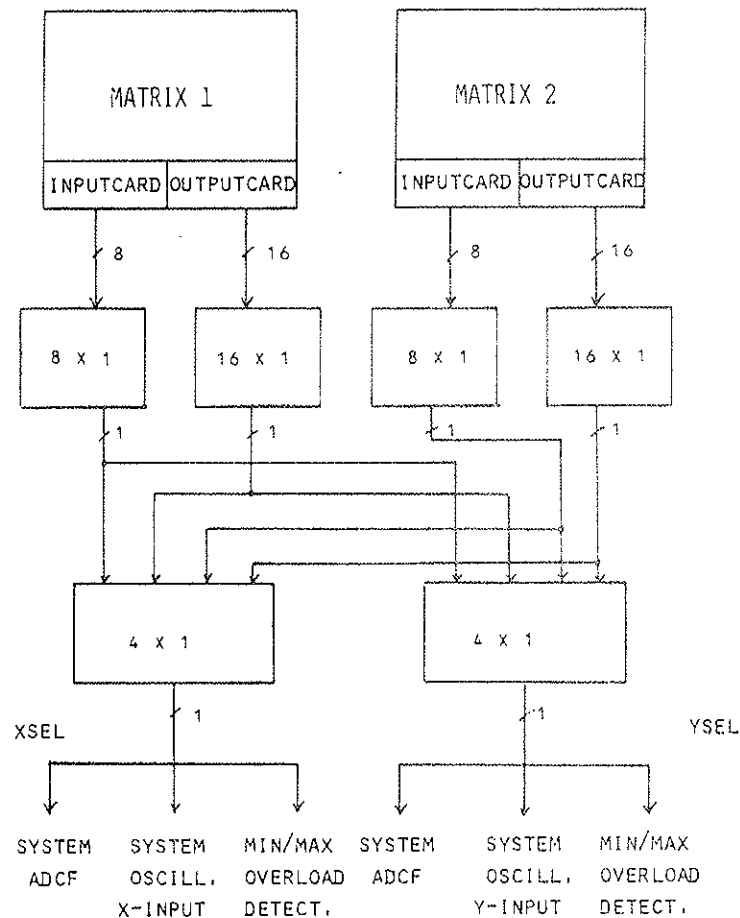 MATRIX 1 MATRIX 2
INPUTCARD OUTPUTCARD INPUTCARD OUTPUTCARD
8 16 8 16
8 X 1 16 X 1 8 X 1 16 X 1
1 1 1 1
4 X 1 4 X 1
1 1
XSEL YSEL
SYSTEM SYSTEM MIN/MAX SYSTEM SYSTEM MIN/MAX
ADCF OSCILL. OVERLOAD ADCF OSCILL. OVERLOAD
X-INPUT DETECT. Y-INPUT DETECT.